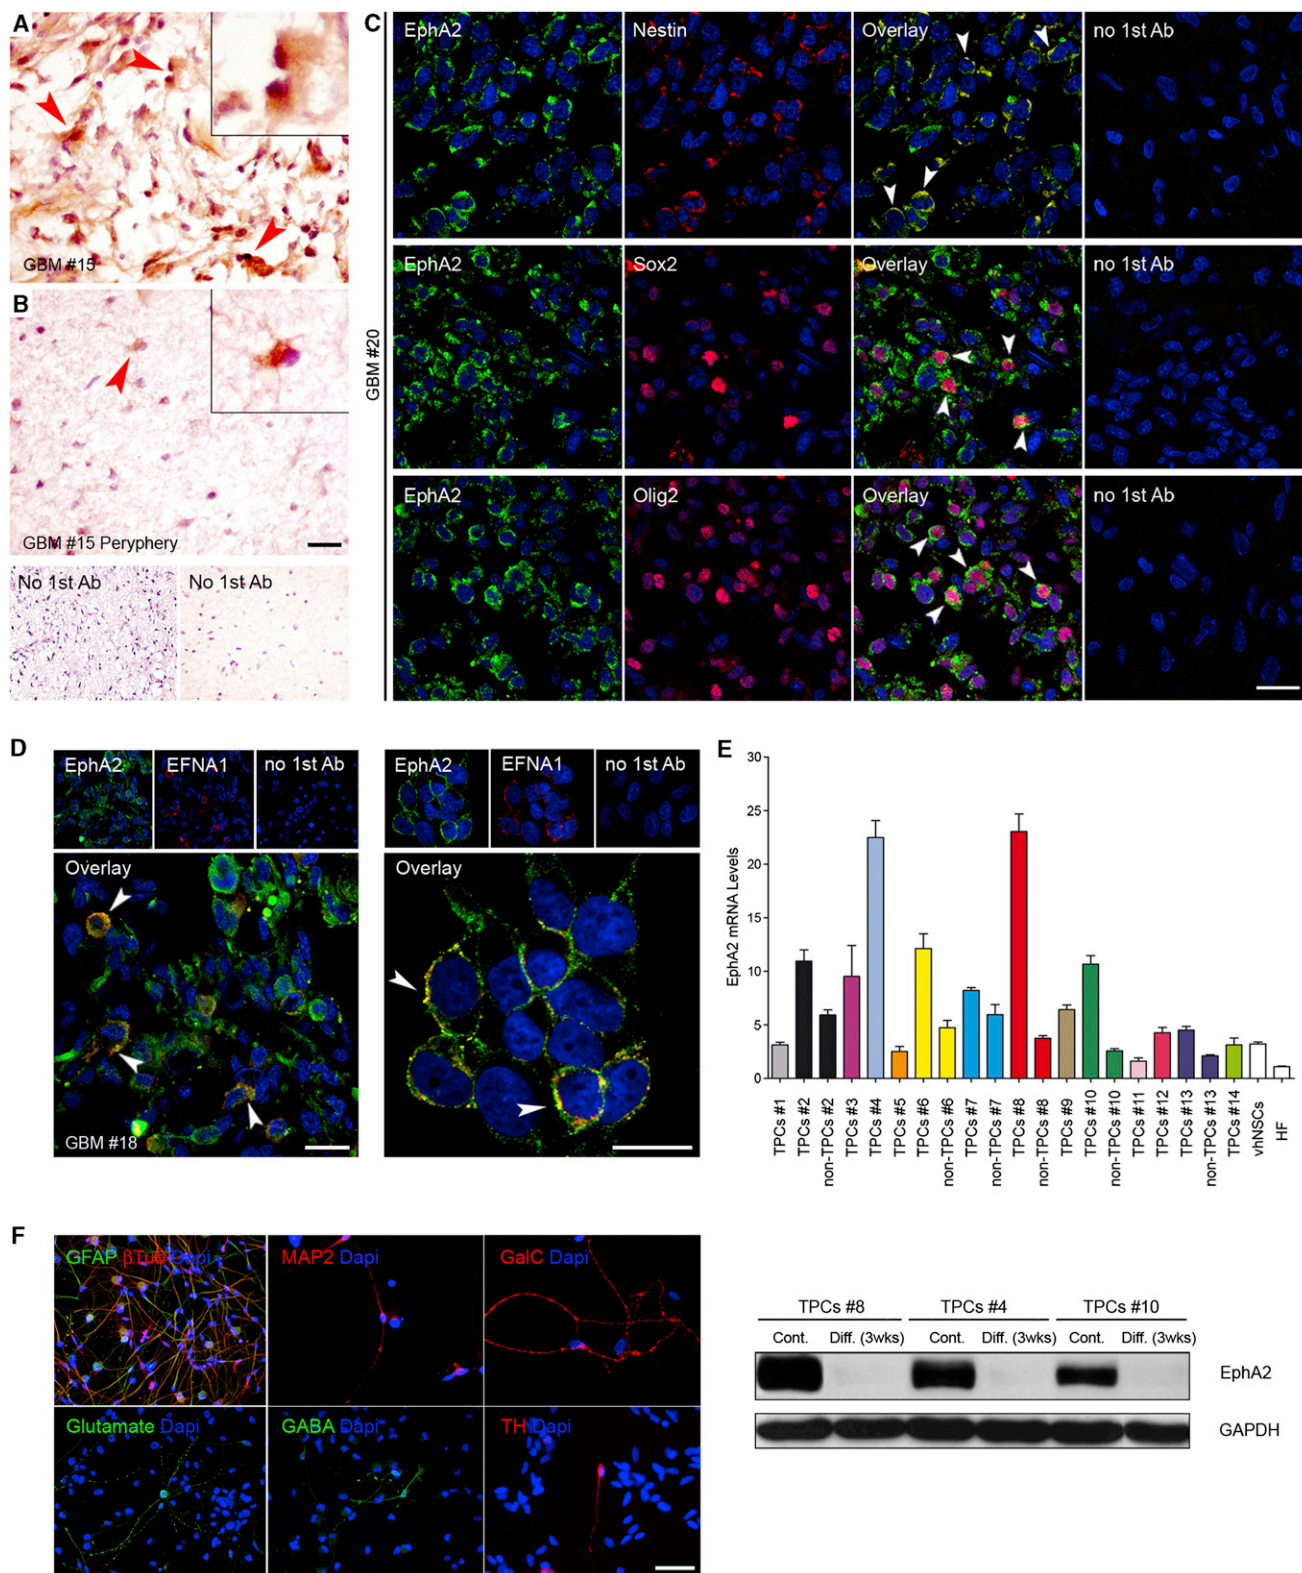 A
GBM #15
B
GBM #15 Peryphery
No 1st Ab
No 1st Ab
C
GBM #20
EphA2
Nestin
Overlay
no 1st Ab
EphA2
Sox2
Overlay
no 1st Ab
EphA2
Olig2
Overlay
no 1st Ab
D
EphA2
EFNA1
no 1st Ab
Overlay
GBM #18
EphA2
EFNA1
no 1st Ab
Overlay
E
EphA2 mRNA Levels
30
25
20
15
10
5
0
TPCs #1
TPCs #2
non-TPCs #2
TPCs #3
TPCs #4
TPCs #5
TPCs #6
non-TPCs #6
TPCs #7
non-TPCs #7
TPCs #8
non-TPCs #8
TPCs #9
TPCs #10
non-TPCs #10
TPCs #11
TPCs #12
TPCs #13
non-TPCs #13
TPCs #14
vhNSCs
HF
F
GFAP βTub Dapi
MAP2 Dapi
GalC Dapi
Glutamate Dapi
GABA Dapi
TH Dapi
TPCs #8
TPCs #4
TPCs #10
Cont.
Diff. (3wks)
Cont.
Diff. (3wks)
Cont.
Diff. (3wks)
EphA2
GAPDH